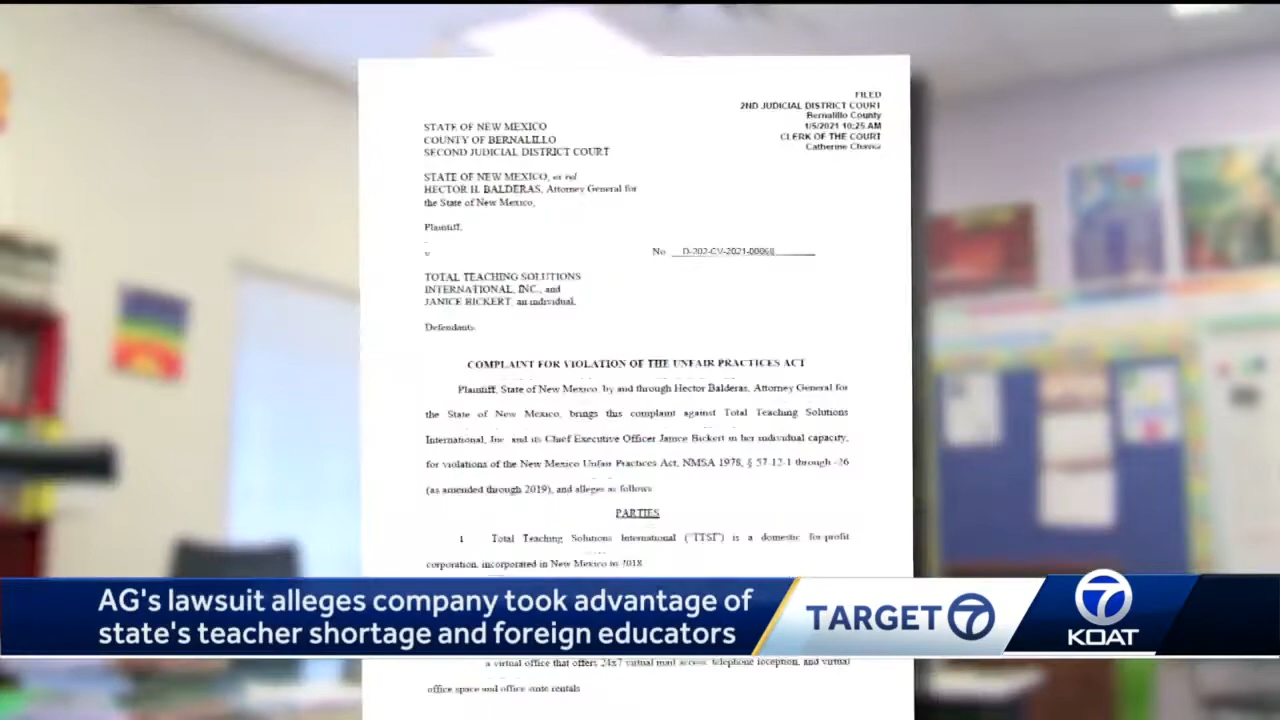 FILED
2ND JUDICIAL DISTRICT COURT
Bernalillo County
1/5/2021 10:25 AM
CLERK OF THE COURT
Catherine Chavez
STATE OF NEW MEXICO
COUNTY OF BERNALILLO
SECOND JUDICIAL DISTRICT COURT
STATE OF NEW MEXICO, ex rel
HECTOR H. BALDERAS, Attorney General for
the State of New Mexico,
Plaintiff,
v
No. D-202-CV-2021-00068
TOTAL TEACHING SOLUTIONS
INTERNATIONAL, INC., and
JANICE BICKERT an individual,
Defendants.
COMPLAINT FOR VIOLATION OF THE UNFAIR PRACTICES ACT
Plaintiff, State of New Mexico, by and through Hector Balderas, Attorney General for
the State of New Mexico, brings this complaint against Total Teaching Solutions
International, Inc and its Chief Executive Officer Janice Bickert in her individual capacity,
for violations of the New Mexico Unfair Practices Act, NMSA 1978, § 57-12-1 through -26
(as amended through 2019), and alleges as follows
PARTIES
1 Total Teaching Solutions International ("TTSI") is a domestic for-profit
corporation, incorporated in New Mexico in 2018
AG's lawsuit alleges company took advantage of
state's teacher shortage and foreign educators
TARGET 7
7
KOAT
a virtual office that offers 24x7 virtual mail access, telephone reception, and virtual
office space and office suite rentals